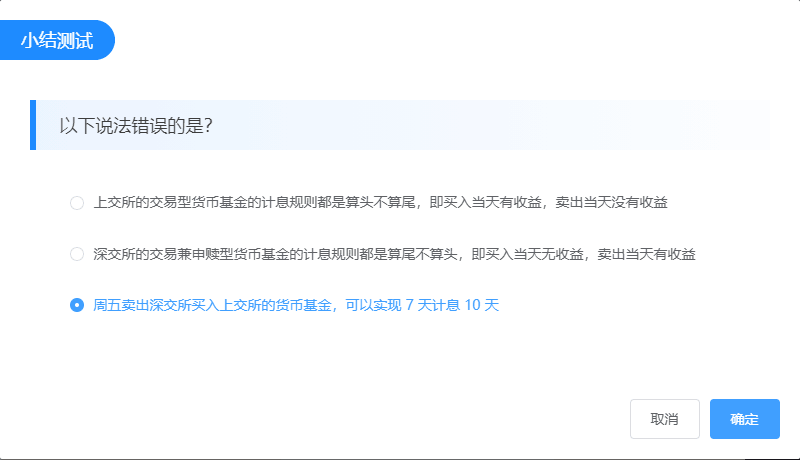 小结测试
以下说法错误的是？
上交所的交易型货币基金的计息规则都是算头不算尾，即买入当天有收益，卖出当天没有收益
深交所的交易兼申赎型货币基金的计息规则都是算尾不算头，即买入当天无收益，卖出当天有收益
周五卖出深交所买入上交所的货币基金，可以实现 7 天计息 10 天
取消
确定